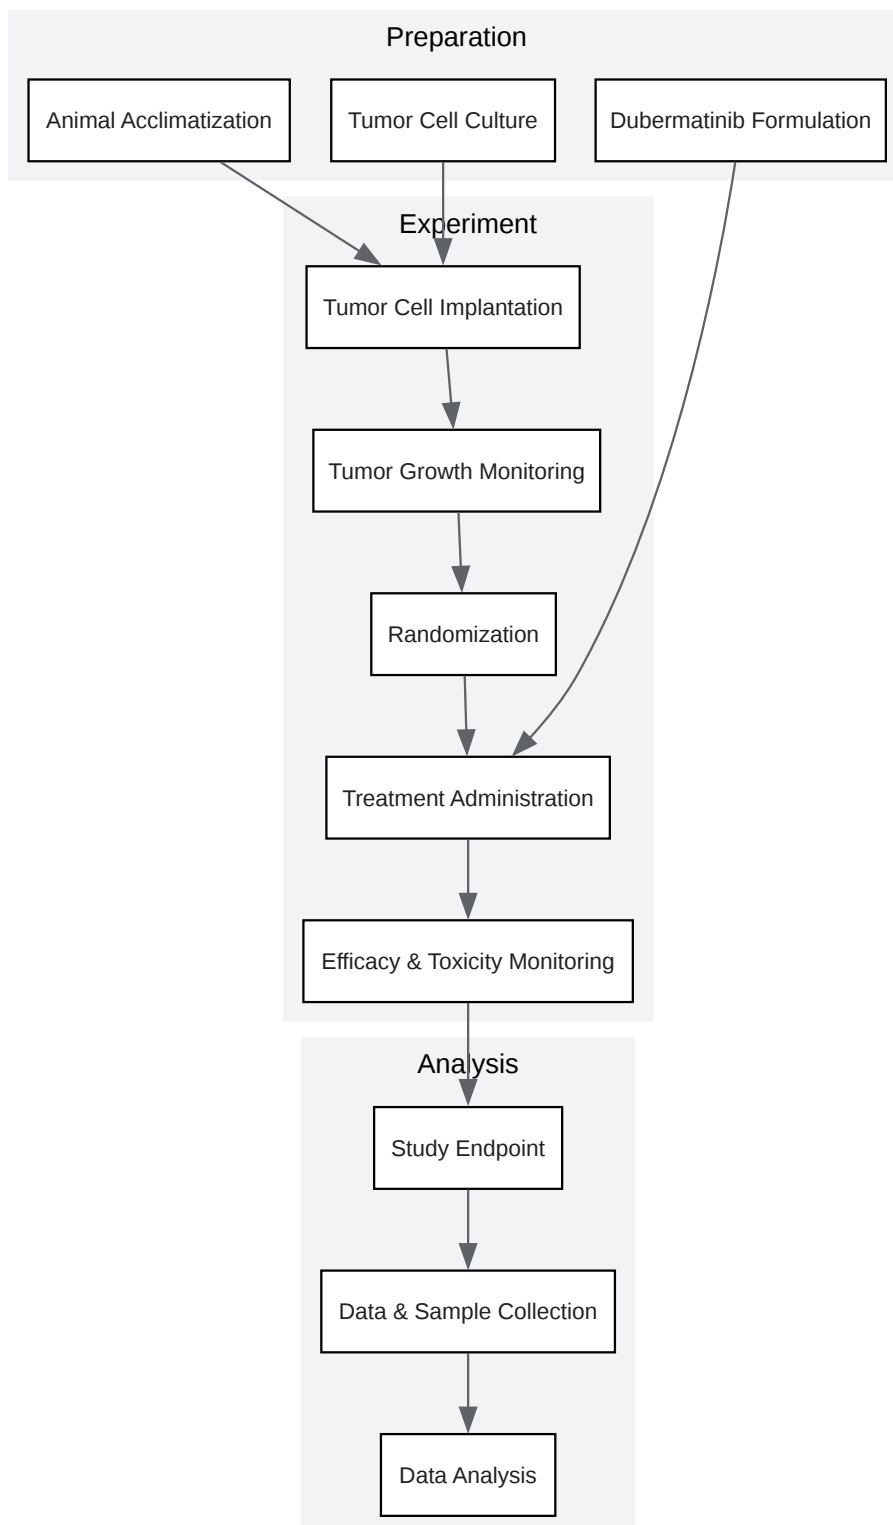 Preparation
Animal Acclimatization
Tumor Cell Culture
Dubermatinib Formulation
Experiment
Tumor Cell Implantation
Tumor Growth Monitoring
Randomization
Treatment Administration
Efficacy & Toxicity Monitoring
Analysis
Study Endpoint
Data & Sample Collection
Data Analysis